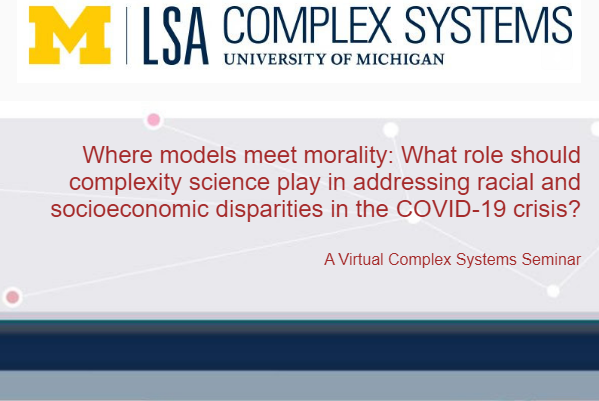 M LSA COMPLEX SYSTEMS
UNIVERSITY OF MICHIGAN
Where models meet morality: What role should
complexity science play in addressing racial and
socioeconomic disparities in the COVID-19 crisis?
A Virtual Complex Systems Seminar